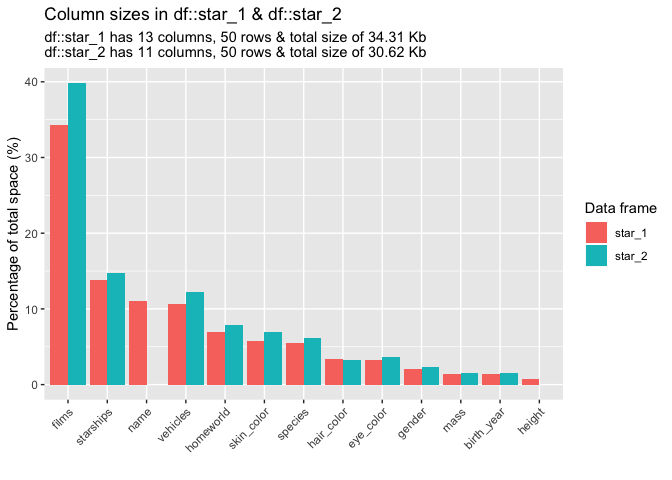 Column sizes in df::star_1 & df::star_2
df::star_1 has 13 columns, 50 rows & total size of 34.31 Kb
df::star_2 has 11 columns, 50 rows & total size of 30.62 Kb
Percentage of total space (%)
40
30
20
10
0
films
starships
name
vehicles
homeworld
skin_color
species
hair_color
eye_color
gender
mass
birth_year
height
Data frame
star_1
star_2